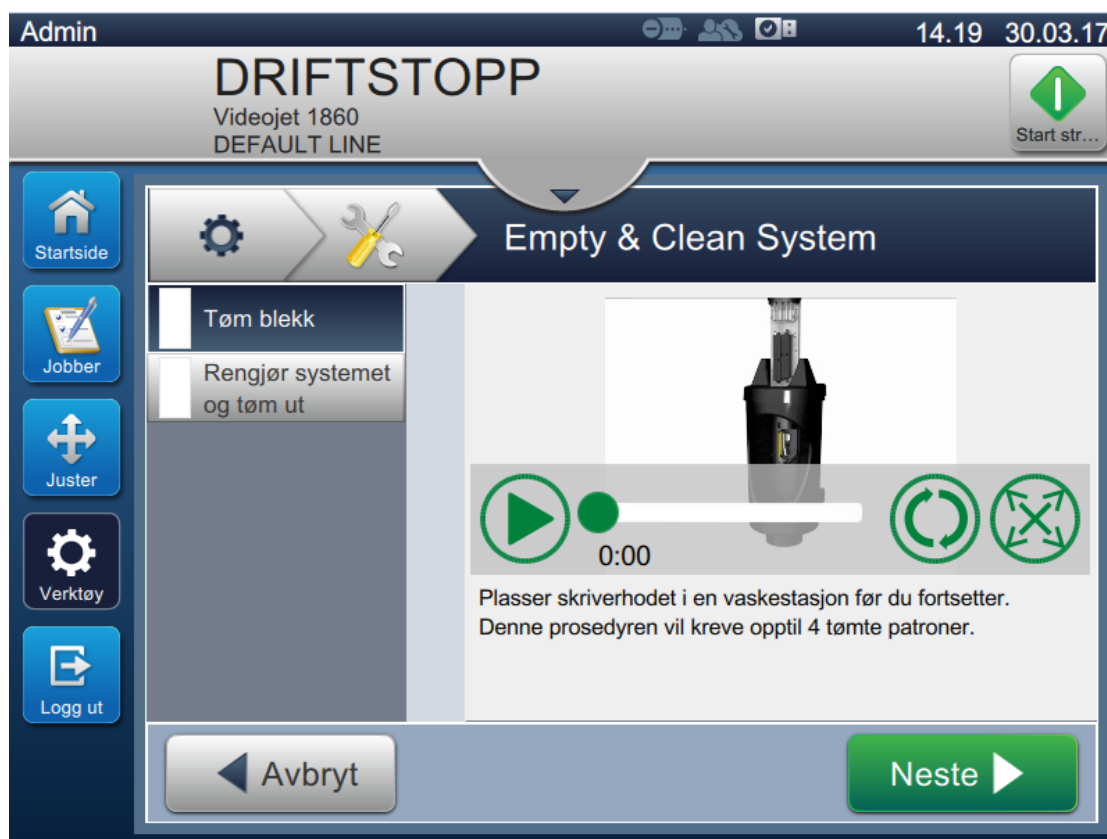 Admin
14.19 30.03.17
DRIFTSTOPP
Videojet 1860
DEFAULT LINE
Start str...
Startside
Jobber
Juster
Verktøy
Logg ut
Empty & Clean System
Tøm blekk
Rengjør systemet
og tøm ut
0:00
Plasser skriverhodet i en vaskestasjon før du fortsetter.
Denne prosedyren vil kreve opptil 4 tømte patroner.
Avbryt
Neste